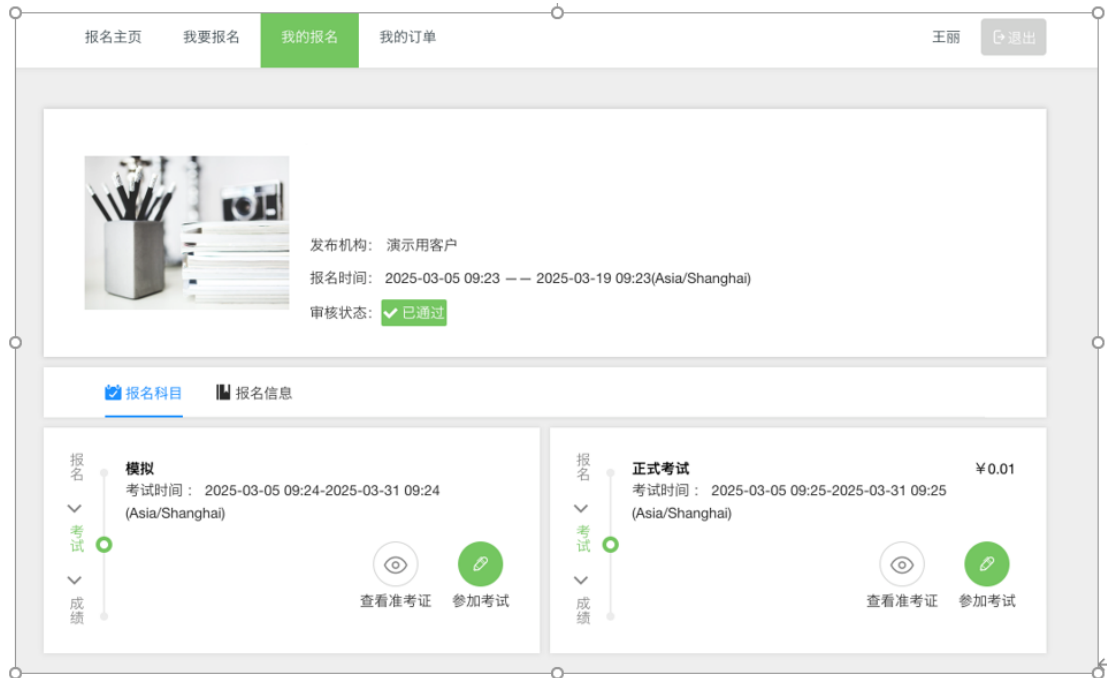 报名主页 我要报名 我的报名 我的订单 王丽 退出
发布机构： 演示用客户
报名时间： 2025-03-05 09:23 —— 2025-03-19 09:23(Asia/Shanghai)
审核状态： 已通过
报名科目 报名信息
报名
考试
成绩
模拟
考试时间： 2025-03-05 09:24-2025-03-31 09:24
(Asia/Shanghai)
查看准考证 参加考试
报名
考试
成绩
正式考试 ￥0.01
考试时间： 2025-03-05 09:25-2025-03-31 09:25
(Asia/Shanghai)
查看准考证 参加考试